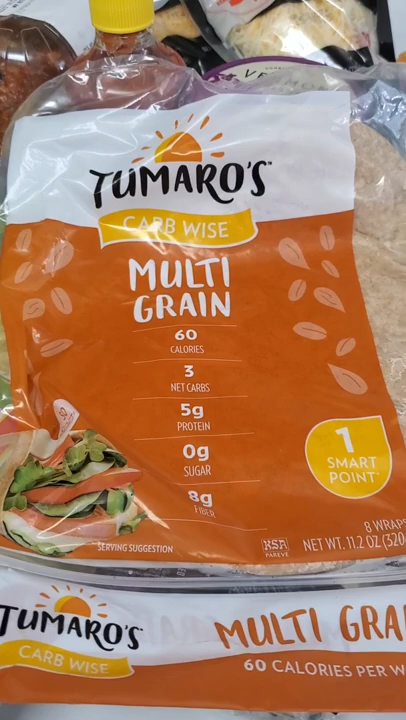 VE
TUMARO'S™
CARB WISE
MULTI
GRAIN
60
CALORIES
3
NET CARBS
5g
PROTEIN
0g
SUGAR
8g
FIBER
1
SMART
POINT
SERVING SUGGESTION
KSA
PAREVE
8 WRAPS
NET WT. 11.2 OZ (320
TUMARO'S
CARB WISE
MULTI GRA
60 CALORIES PER W